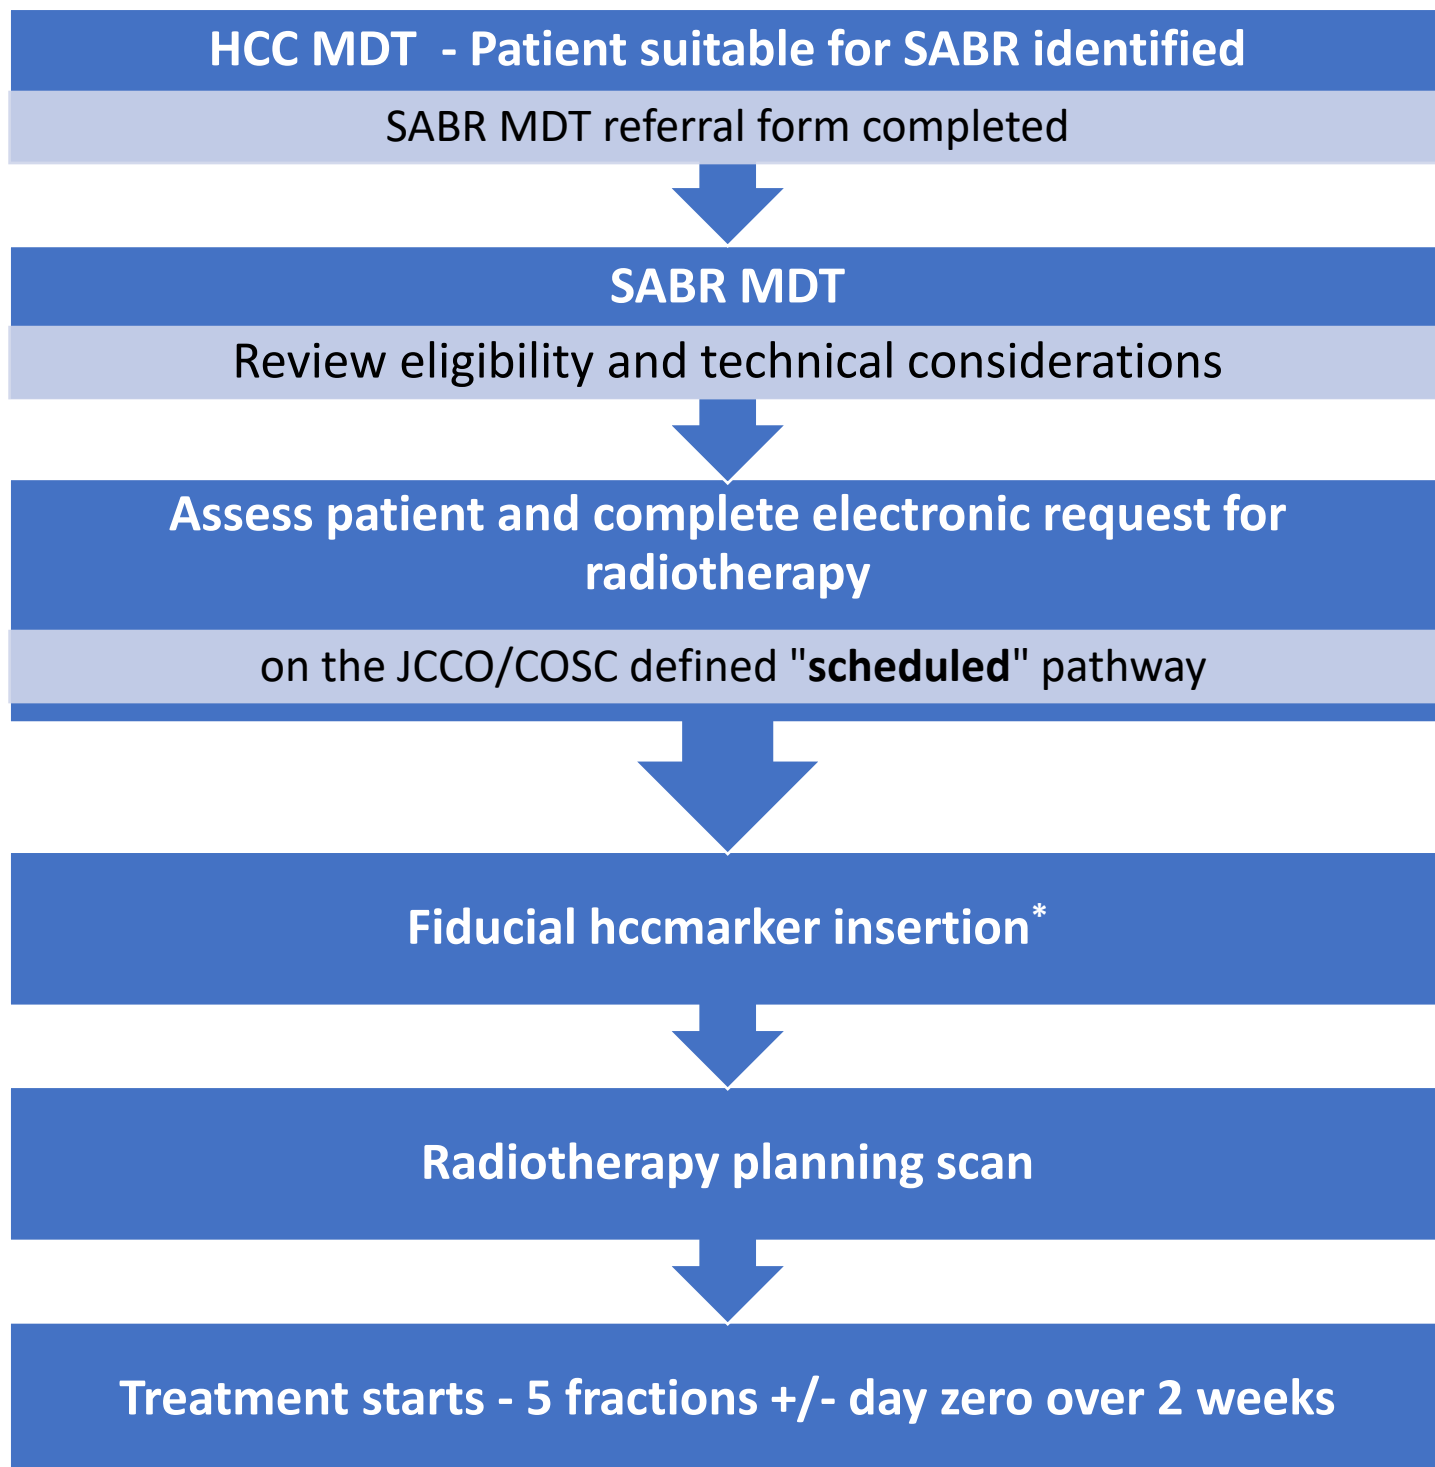 HCC MDT  - Patient suitable for SABR identified
SABR MDT referral form completed
SABR MDT
Review eligibility and technical considerations
Assess patient and complete electronic request for
radiotherapy
on the JCCO/COSC defined "scheduled" pathway
Fiducial hccmarker insertion*
Radiotherapy planning scan
Treatment starts - 5 fractions +/- day zero over 2 weeks